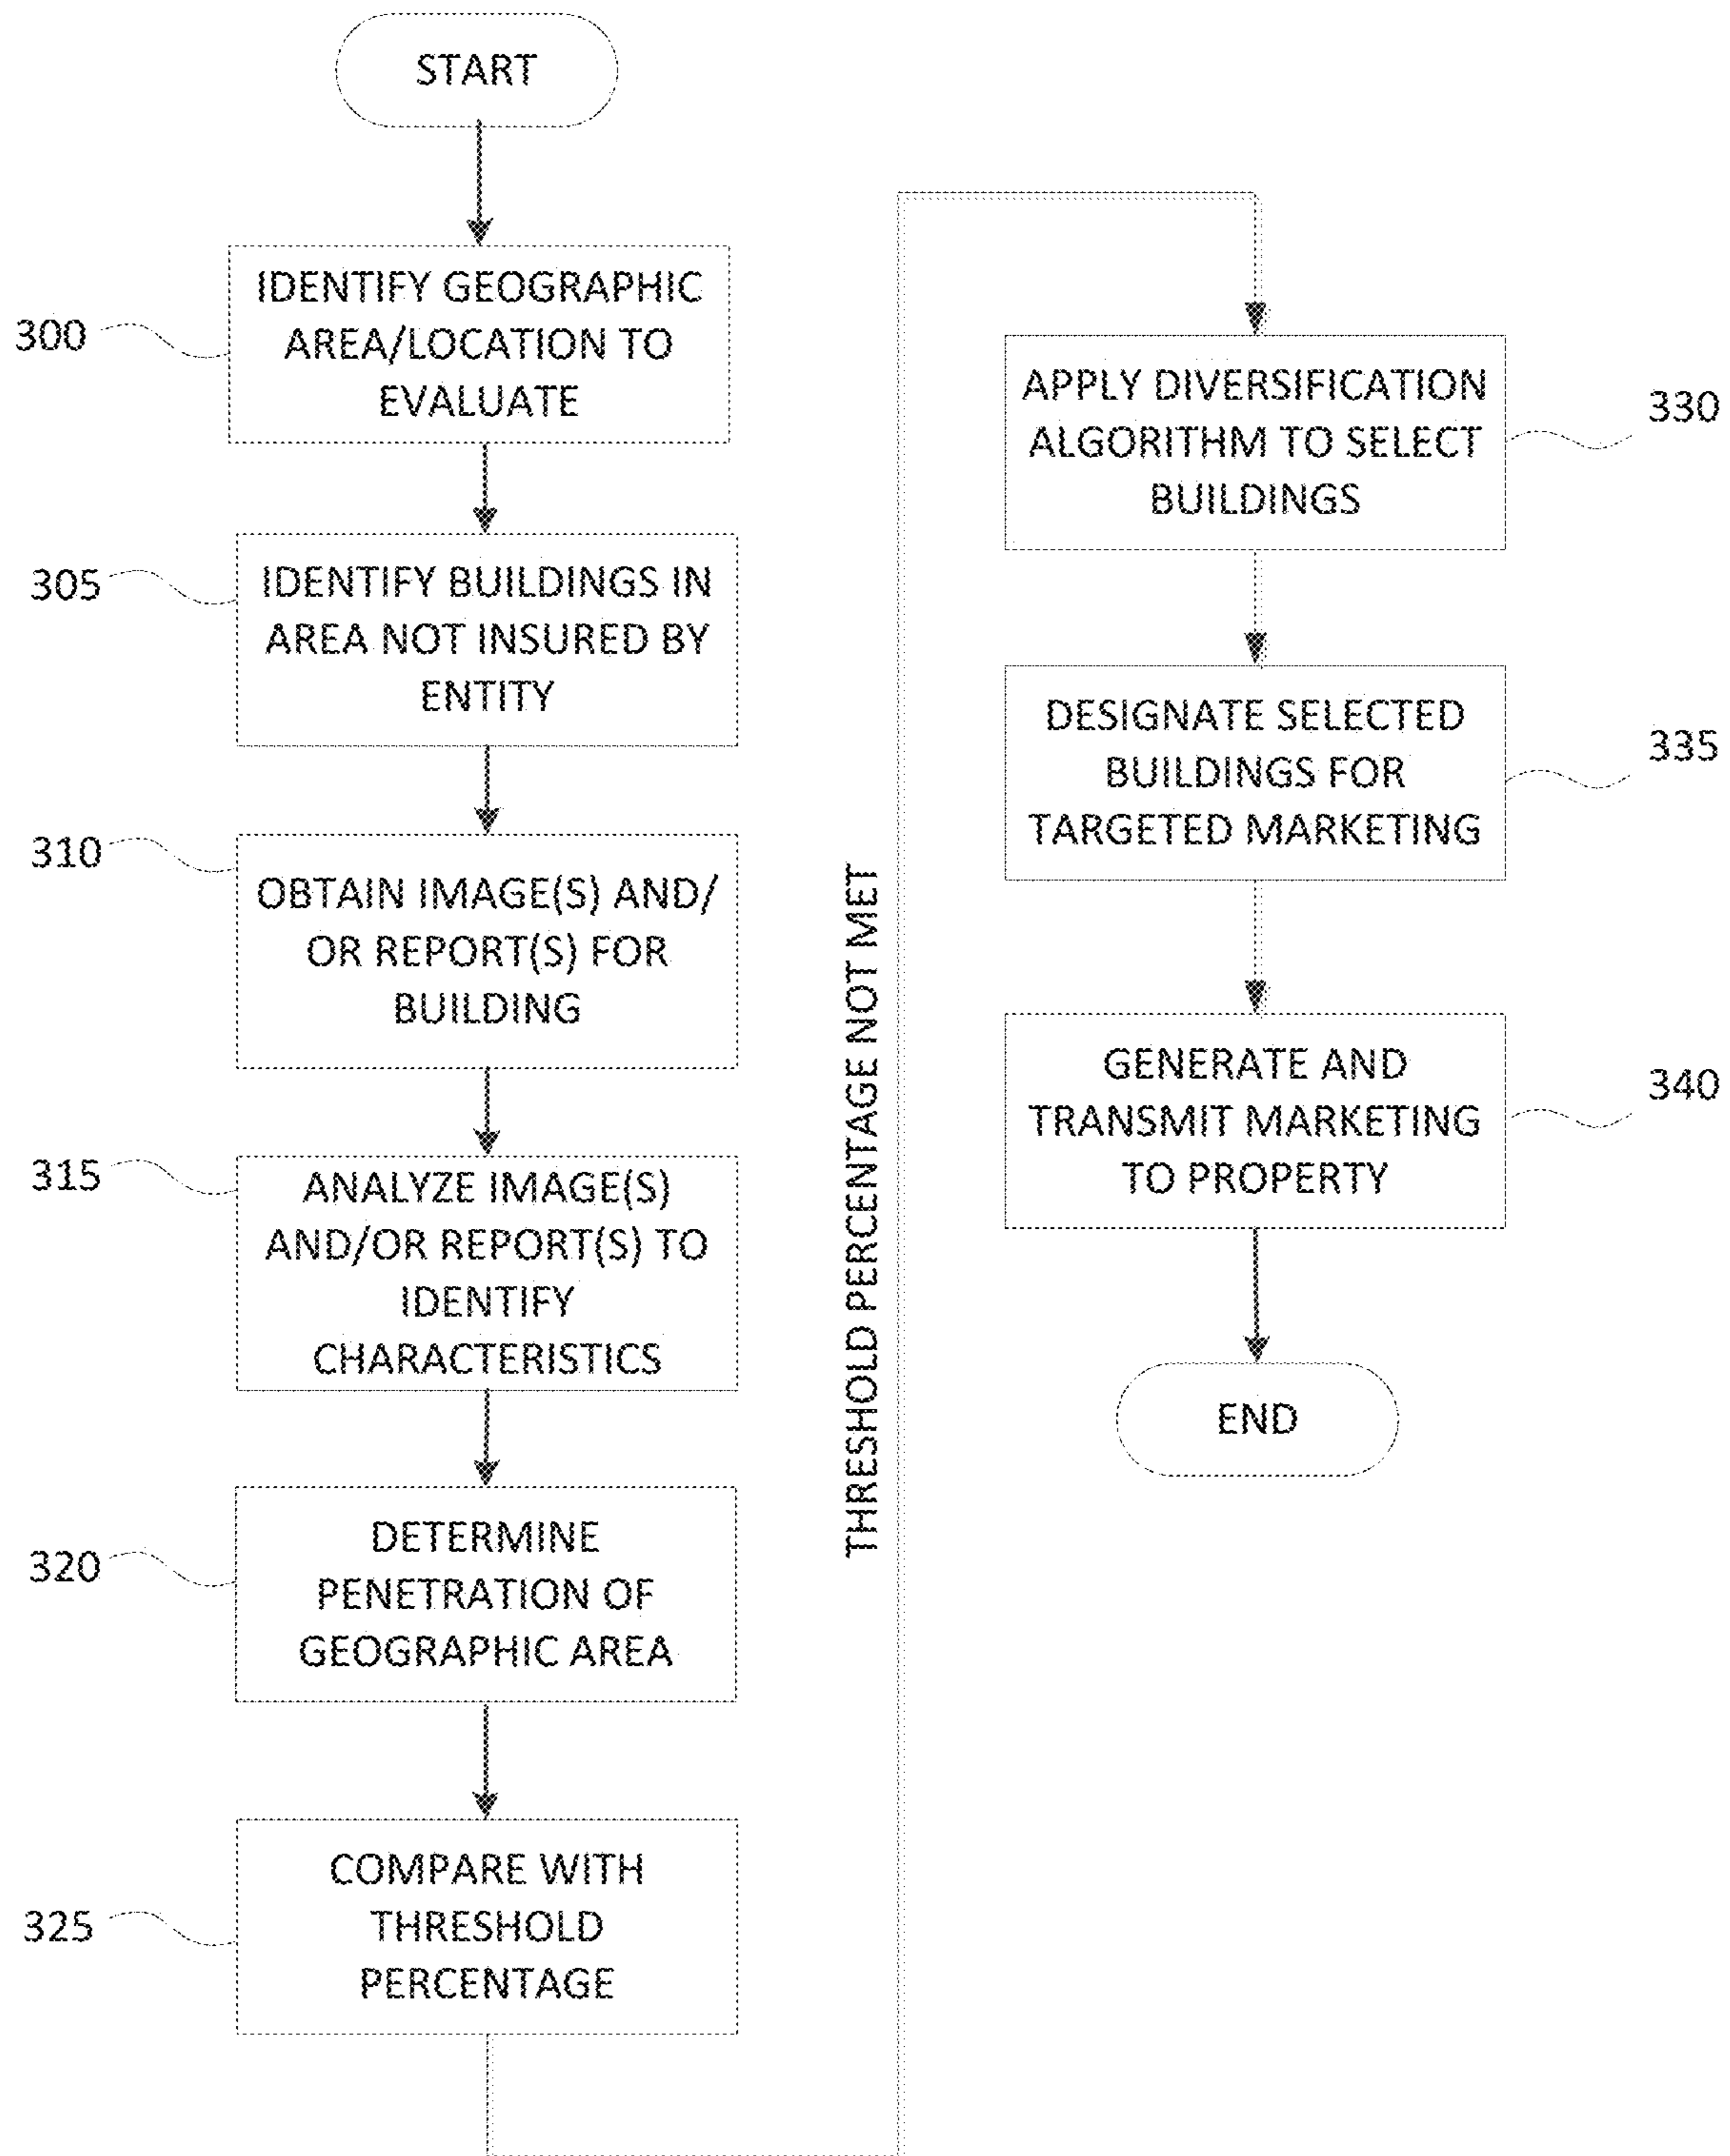 START
300
IDENTIFY GEOGRAPHIC
AREA/LOCATION TO
EVALUATE
305
IDENTIFY BUILDINGS IN
AREA NOT INSURED BY
ENTITY
310
OBTAIN IMAGE(S) AND/
OR REPORT(S) FOR
BUILDING
315
ANALYZE IMAGE(S)
AND/OR REPORT(S) TO
IDENTIFY
CHARACTERISTICS
320
DETERMINE
PENETRATION OF
GEOGRAPHIC AREA
325
COMPARE WITH
THRESHOLD
PERCENTAGE
THRESHOLD PERCENTAGE NOT MET
APPLY DIVERSIFICATION
ALGORITHM TO SELECT
BUILDINGS
330
DESIGNATE SELECTED
BUILDINGS FOR
TARGETED MARKETING
335
GENERATE AND
TRANSMIT MARKETING
TO PROPERTY
340
END